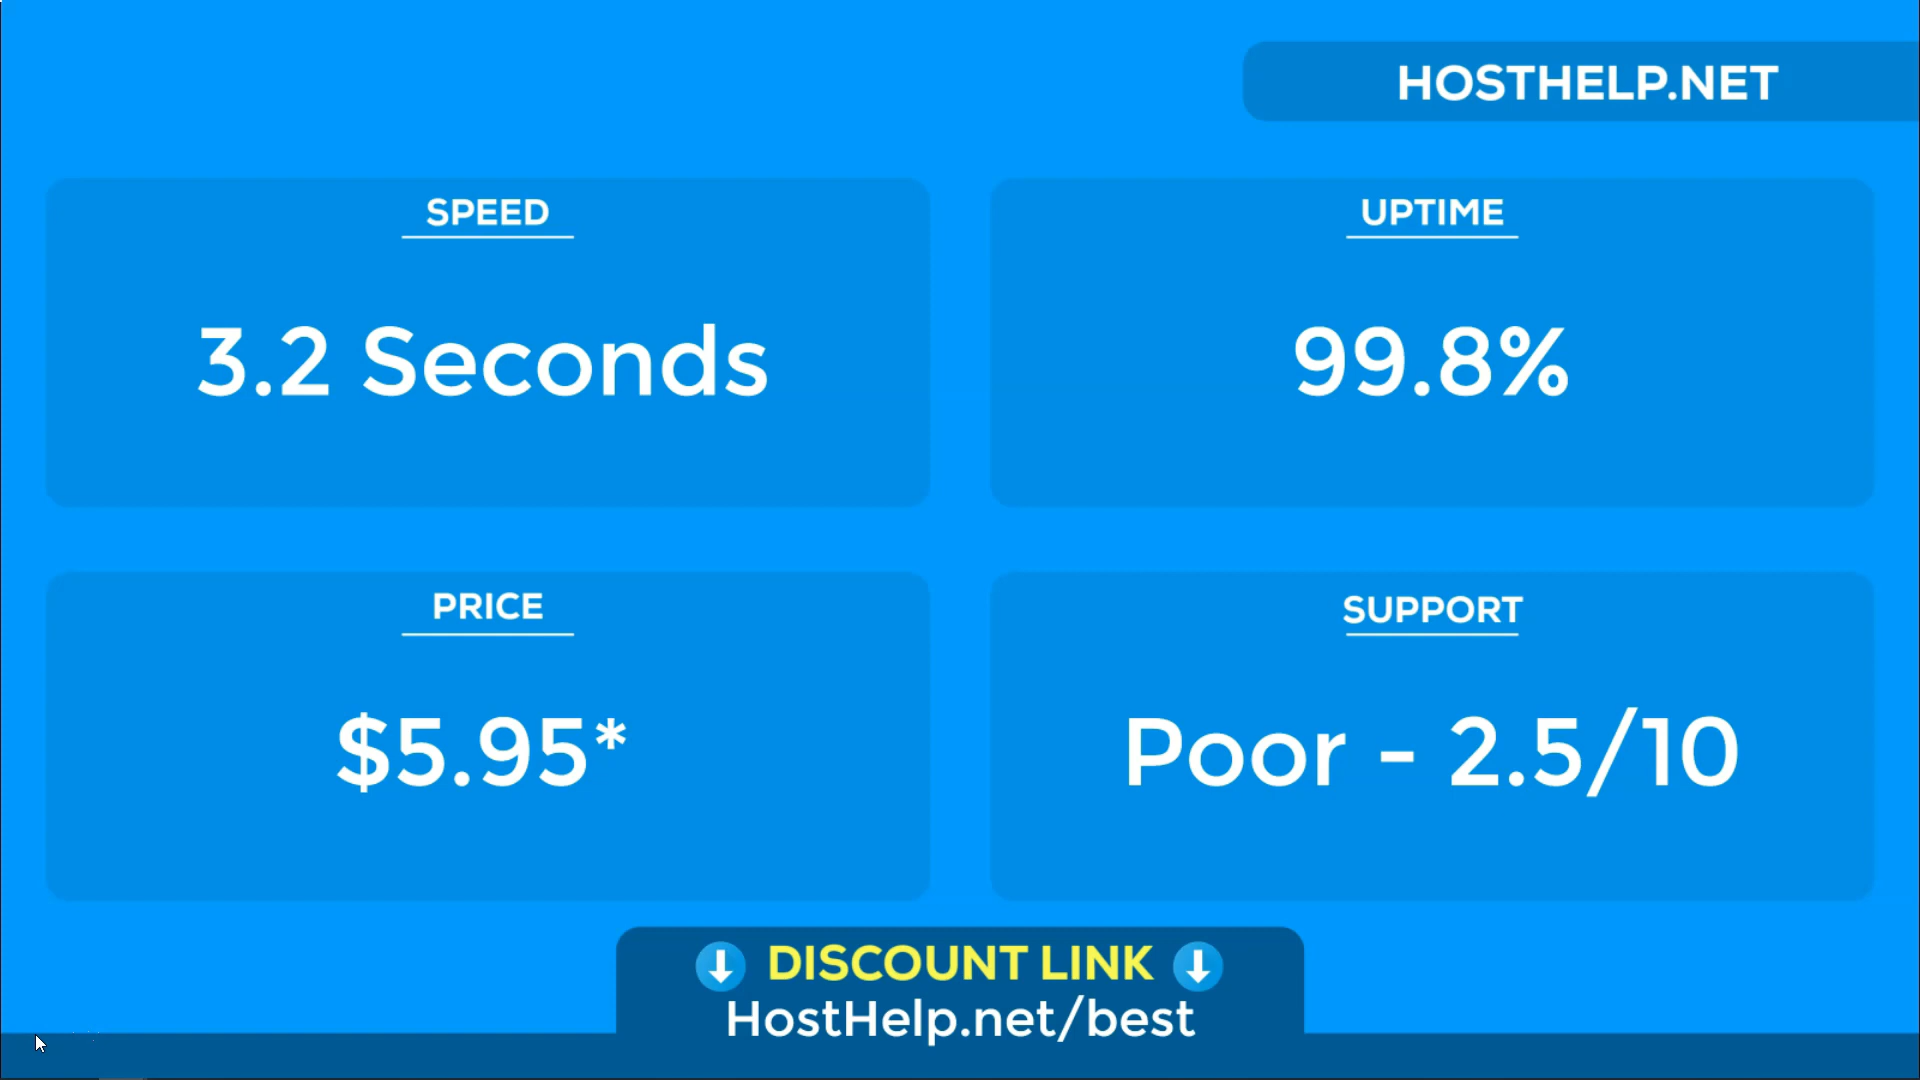 HOSTHELP.NET
SPEED
3.2 Seconds
UPTIME
99.8%
PRICE
$5.95*
SUPPORT
Poor - 2.5/10
DISCOUNT LINK
HostHelp.net/best